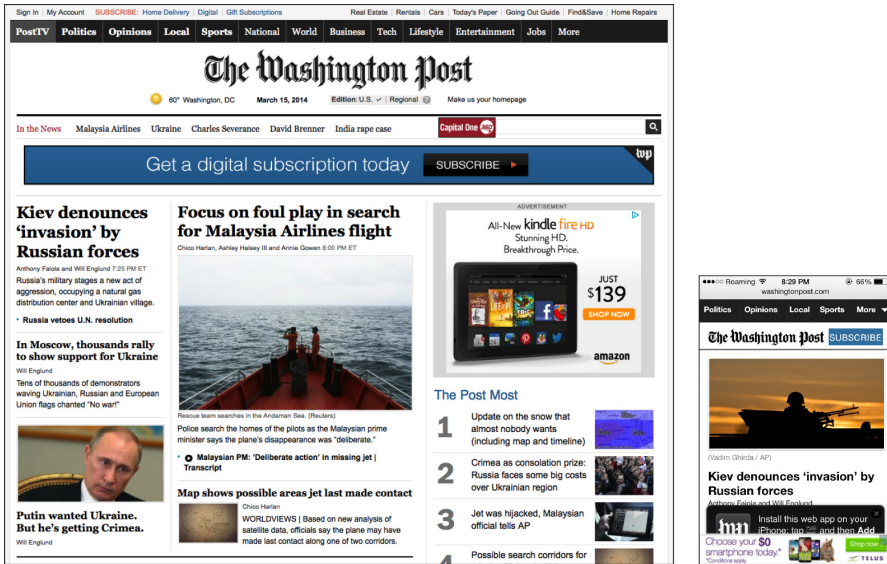 Sign In | My Account SUBSCRIBE: Home Delivery | Digital | Gift Subscriptions Real Estate | Rentals | Cars | Today's Paper | Going Out Guide | Find&Save | Home Repairs
PostTV Politics Opinions Local Sports National World Business Tech Lifestyle Entertainment Jobs More
The Washington Post
60° Washington, DC March 15, 2014 Edition: U.S. Regional ? Make us your homepage
In the News Malaysia Airlines Ukraine Charles Severance David Brenner India rape case
Capital One 360
Get a digital subscription today SUBSCRIBE
wp
Kiev denounces
'invasion' by
Russian forces
Anthony Faiola and Will Englund 7:25 PM ET
Russia's military stages a new act of
aggression, occupying a natural gas
distribution center and Ukrainian village.
• Russia vetoes U.N. resolution
In Moscow, thousands rally
to show support for Ukraine
Will Englund
Tens of thousands of demonstrators
waving Ukrainian, Russian and European
Union flags chanted "No war!"
Putin wanted Ukraine.
But he's getting Crimea.
Will Englund
Focus on foul play in search
for Malaysia Airlines flight
Chico Harlan, Ashley Halsey III and Annie Gowen 8:00 PM ET
Rescue team searches in the Andaman Sea. (Reuters)
Police search the homes of the pilots as the Malaysian prime
minister says the plane's disappearance was "deliberate."
• Malaysian PM: 'Deliberate action' in missing jet |
Transcript
Map shows possible areas jet last made contact
Chico Harlan
WORLDVIEWS | Based on new analysis of
satellite data, officials say the plane may have
made last contact along one of two corridors.
ADVERTISEMENT
All-New kindle fire HD
Stunning HD.
Breakthrough Price.
JUST
$139
SHOP NOW
amazon
The Post Most
1 Update on the snow that
almost nobody wants
(including map and timeline)
2 Crimea as consolation prize:
Russia faces some big costs
over Ukrainian region
3 Jet was hijacked, Malaysian
official tells AP
4 Possible search corridors for
Roaming 8:29 PM 66%
washingtonpost.com
Politics Opinions Local Sports More
The Washington Post SUBSCRIBE
(Vadim Ghirda / AP)
Kiev denounces 'invasion' by
Russian forces
Anthony Faiola and Will Englund
wp
Install this web app on your
iPhone: tap and then Add
Choose your $0
smartphone today.*
*Conditions apply.
Shop now
TELUS